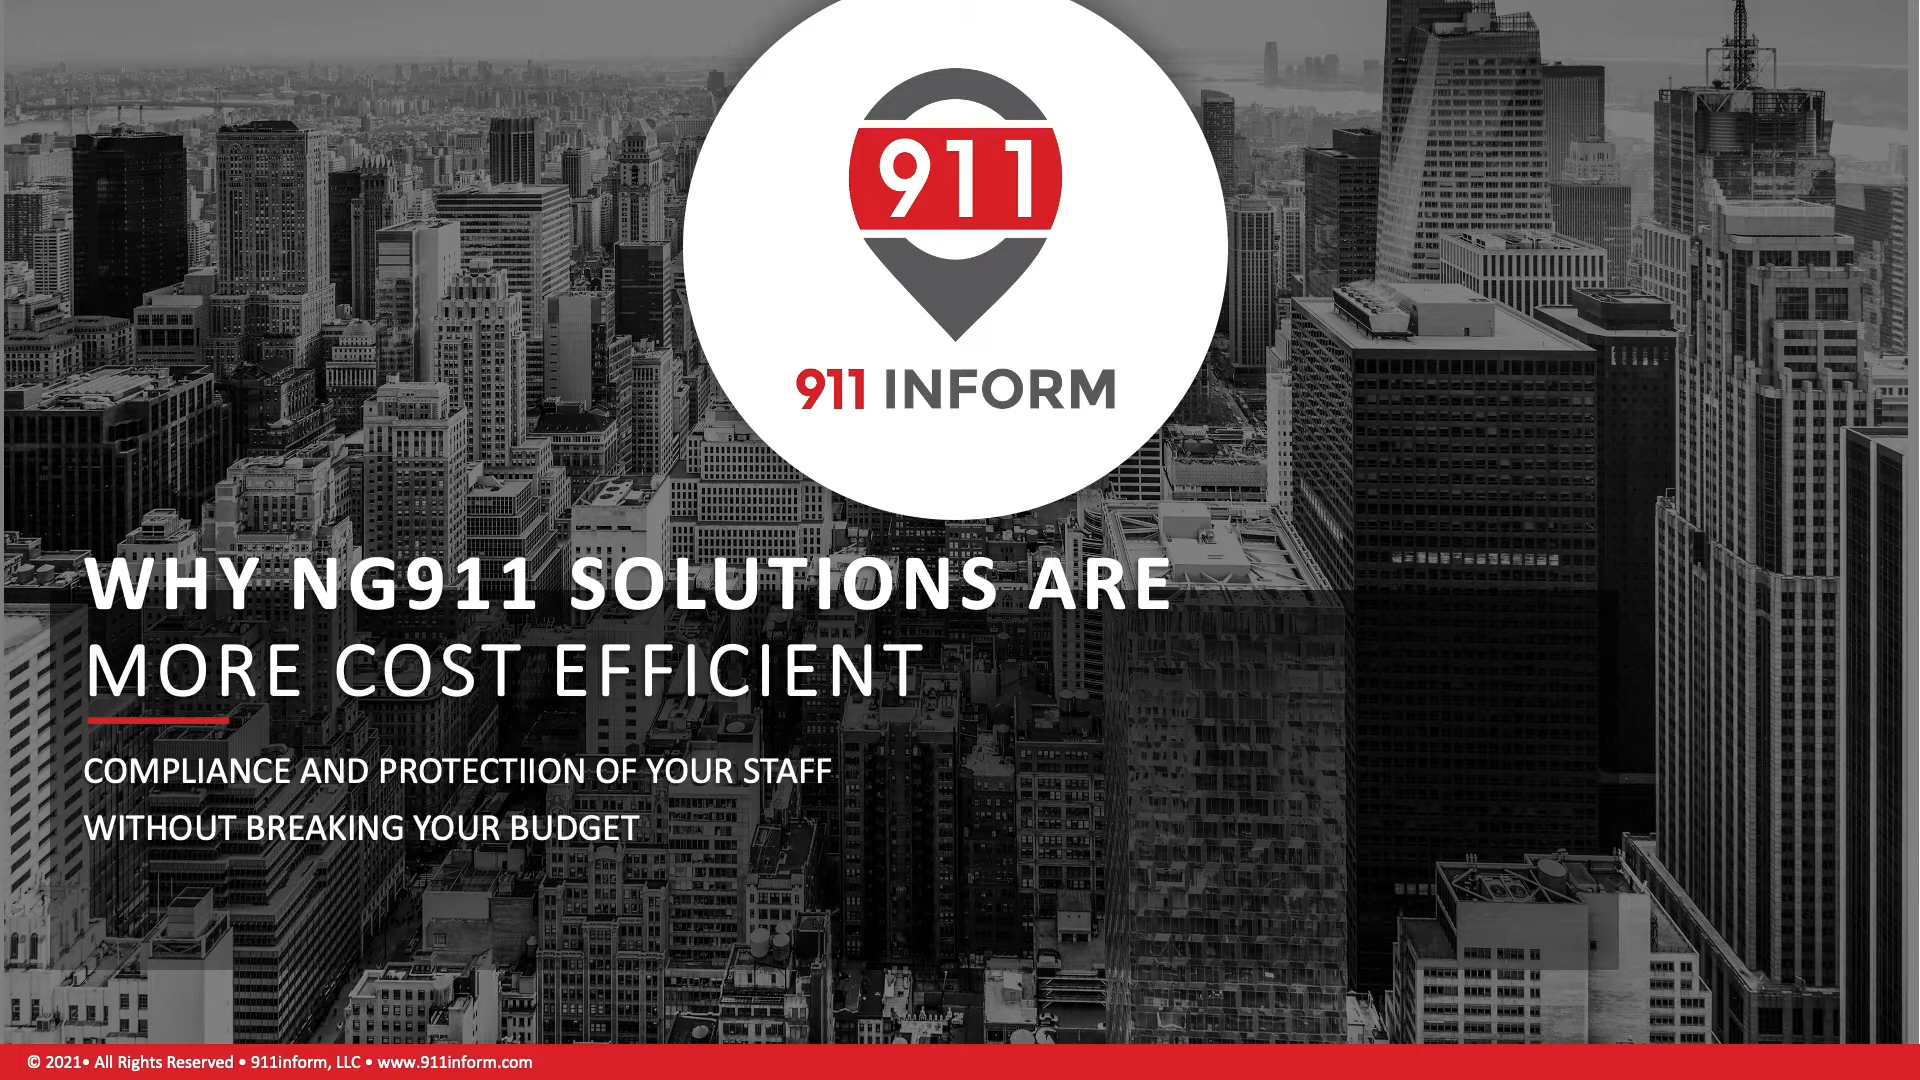 911
911 INFORM
WHY NG911 SOLUTIONS ARE
MORE COST EFFICIENT
COMPLIANCE AND PROTECTIION OF YOUR STAFF
WITHOUT BREAKING YOUR BUDGET
© 2021• All Rights Reserved • 911inform, LLC • www.911inform.com